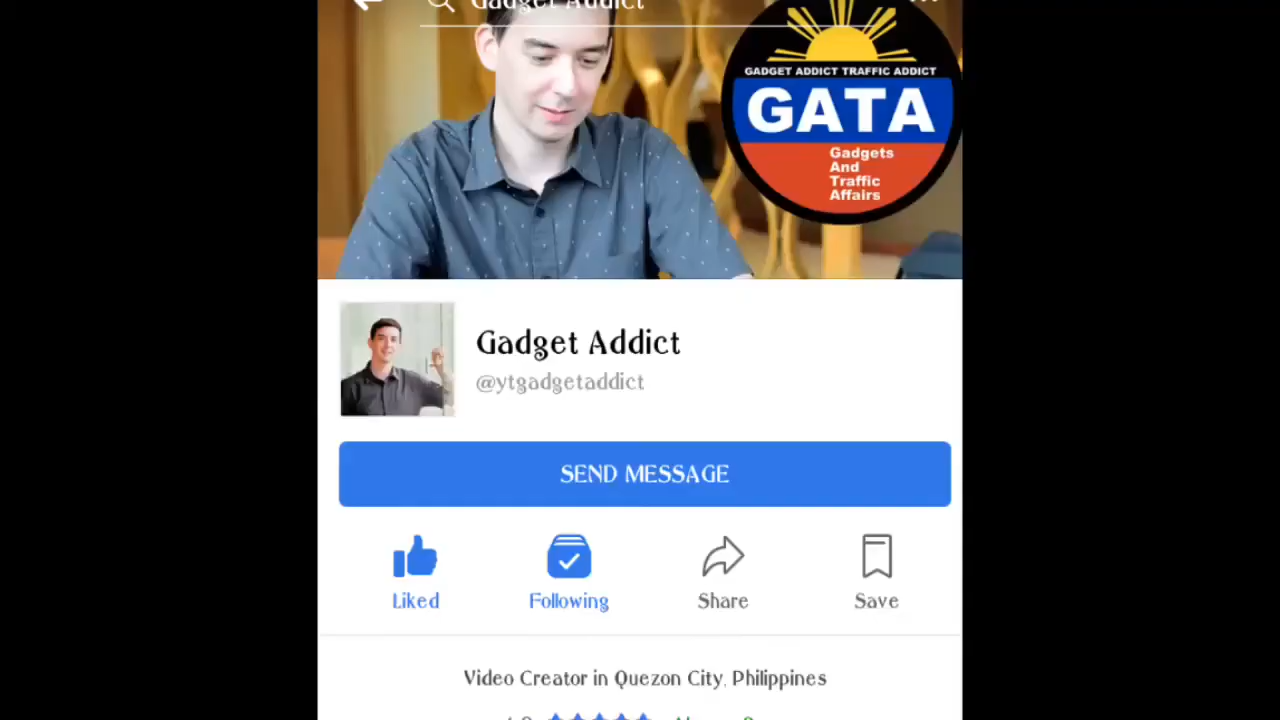 Gadget Addict
GADGET ADDICT TRAFFIC ADDICT
GATA
Gadgets
And
Traffic
Affairs
Gadget Addict
@ytgadgetaddict
SEND MESSAGE
Liked
Following
Share
Save
Video Creator in Quezon City, Philippines